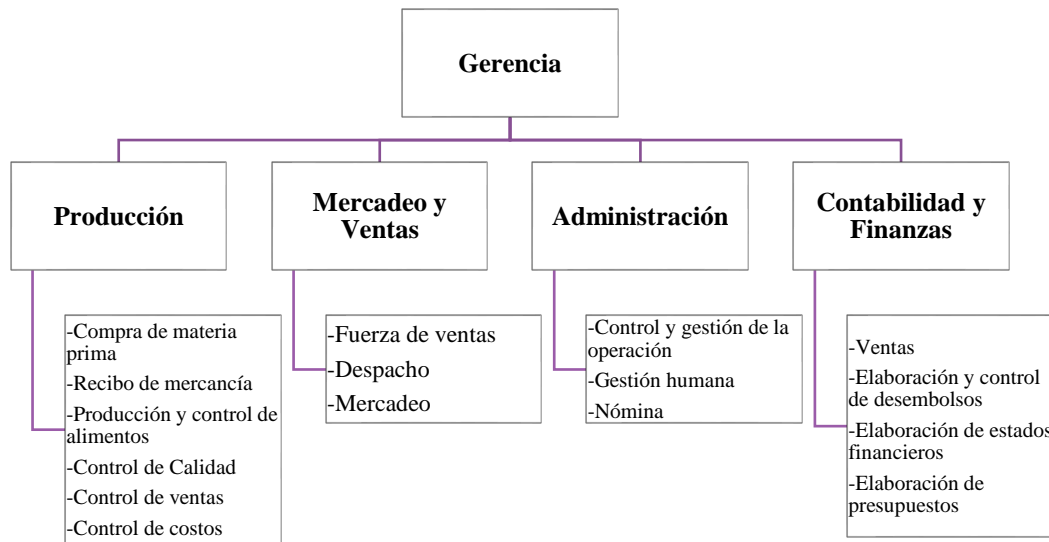 Gerencia
Producción
Mercadeo y
Ventas
Administración
Contabilidad y
Finanzas
-Compra de materia
prima
-Recibo de mercancía
-Producción y control de
alimentos
-Control de Calidad
-Control de ventas
-Control de costos
-Fuerza de ventas
-Despacho
-Mercadeo
-Control y gestión de la
operación
-Gestión humana
-Nómina
-Ventas
-Elaboración y control
de desembolsos
-Elaboración de estados
financieros
-Elaboración de
presupuestos